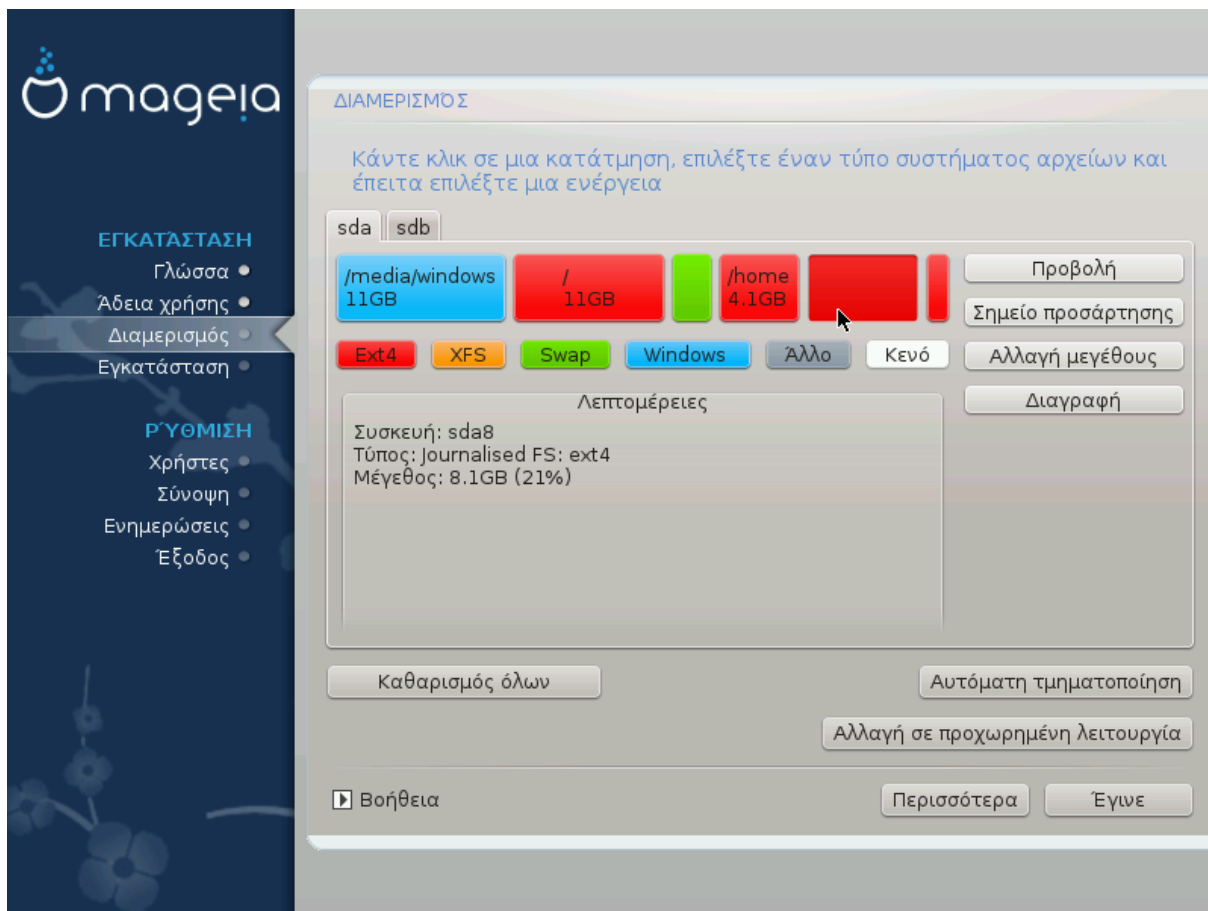 mageia
ΕΓΚΑΤΆΣΤΑΣΗ
Γλώσσα
Άδεια χρήσης
Διαμερισμός
Εγκατάσταση
ΡΎΘΜΙΣΗ
Χρήστες
Σύνοψη
Ενημερώσεις
Έξοδος
ΔΙΑΜΕΡΙΣΜΌΣ
Κάντε κλικ σε μια κατάτμηση, επιλέξτε έναν τύπο συστήματος αρχείων και
έπειτα επιλέξτε μια ενέργεια
sda sdb
/media/windows
11GB
/
11GB
/home
4.1GB
Ext4 XFS Swap Windows Άλλο Κενό
Προβολή
Σημείο προσάρτησης
Αλλαγή μεγέθους
Διαγραφή
Λεπτομέρειες
Συσκευή: sda8
Τύπος: Journalised FS: ext4
Μέγεθος: 8.1GB (21%)
Καθαρισμός όλων
Αυτόματη τμηματοποίηση
Αλλαγή σε προχωρημένη λειτουργία
Βοήθεια
Περισσότερα
Έγινε